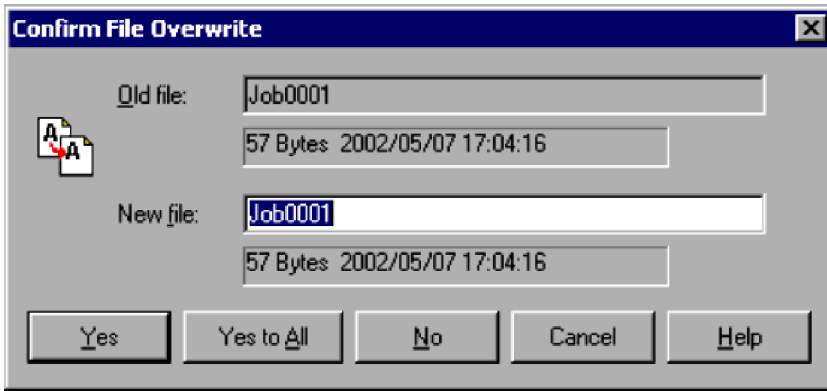 Confirm File Overwrite
Old file: Job0001
57 Bytes 2002/05/07 17:04:16
A
A
New file: Job0001
57 Bytes 2002/05/07 17:04:16
Yes Yes to All No Cancel Help